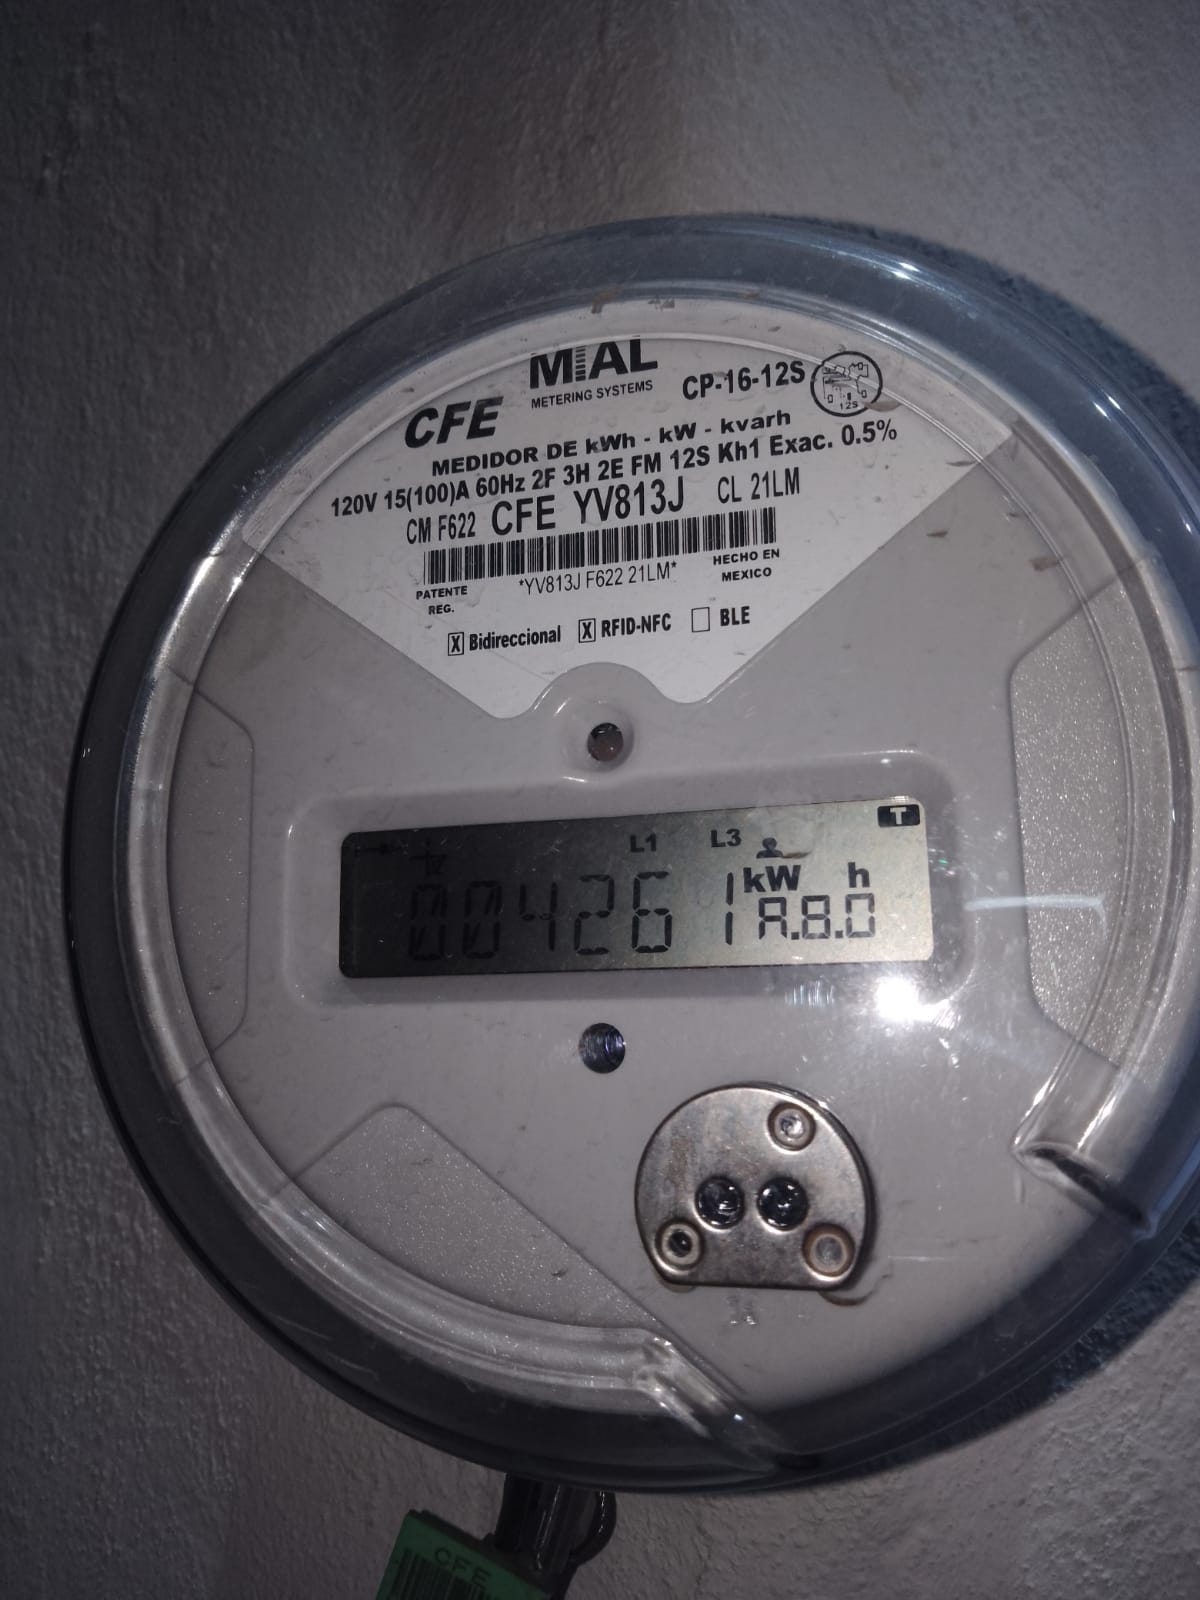 MIAL
METERING SYSTEMS
CFE
CP-16-12S
12S
MEDIDOR DE kWh - kW - kvarh
120V 15(100)A 60Hz 2F 3H 2E FM 12S Kh1 Exac. 0.5%
CM F622 CFE YV813J CL 21LM
*YV813J F622 21LM*
PATENTE
REG.
HECHO EN
MEXICO
X Bidireccional X RFID-NFC BLE
T
L1 L3
kW h
004261 A.8.0
CFE